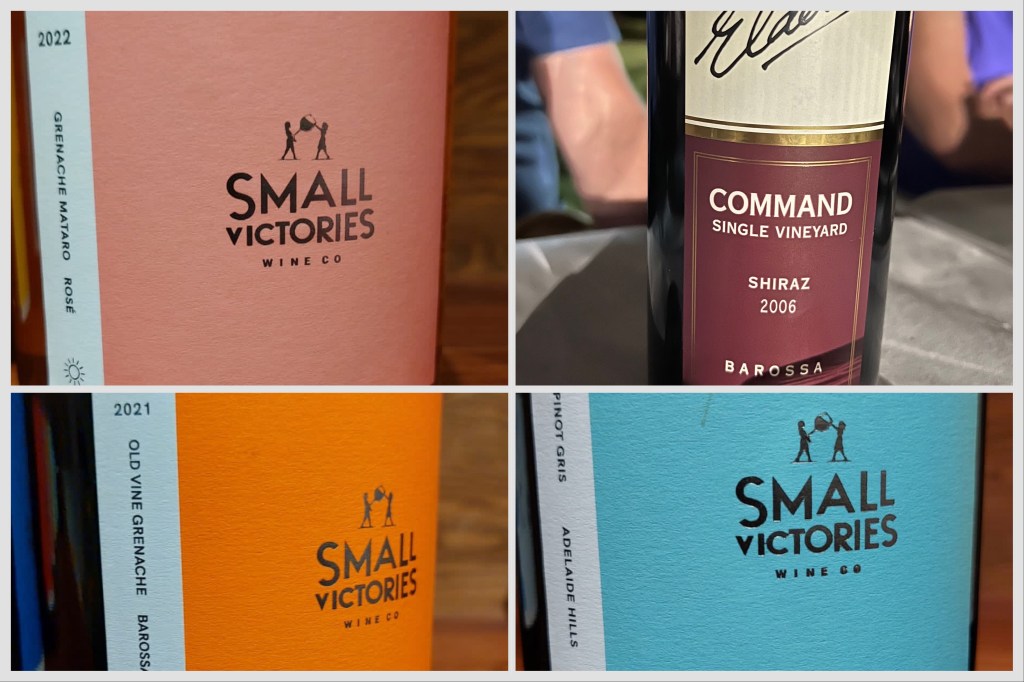 2022
GRENACHE MATARO ROSÉ
SMALL
VICTORIES
WINE CO
COMMAND
SINGLE VINEYARD
SHIRAZ
2006
BAROSSA
2021
OLD VINE GRENACHE BAROSSA
SMALL
VICTORIES
WINE CO
PINOT GRIS ADELAIDE HILLS
SMALL
VICTORIES
WINE CO